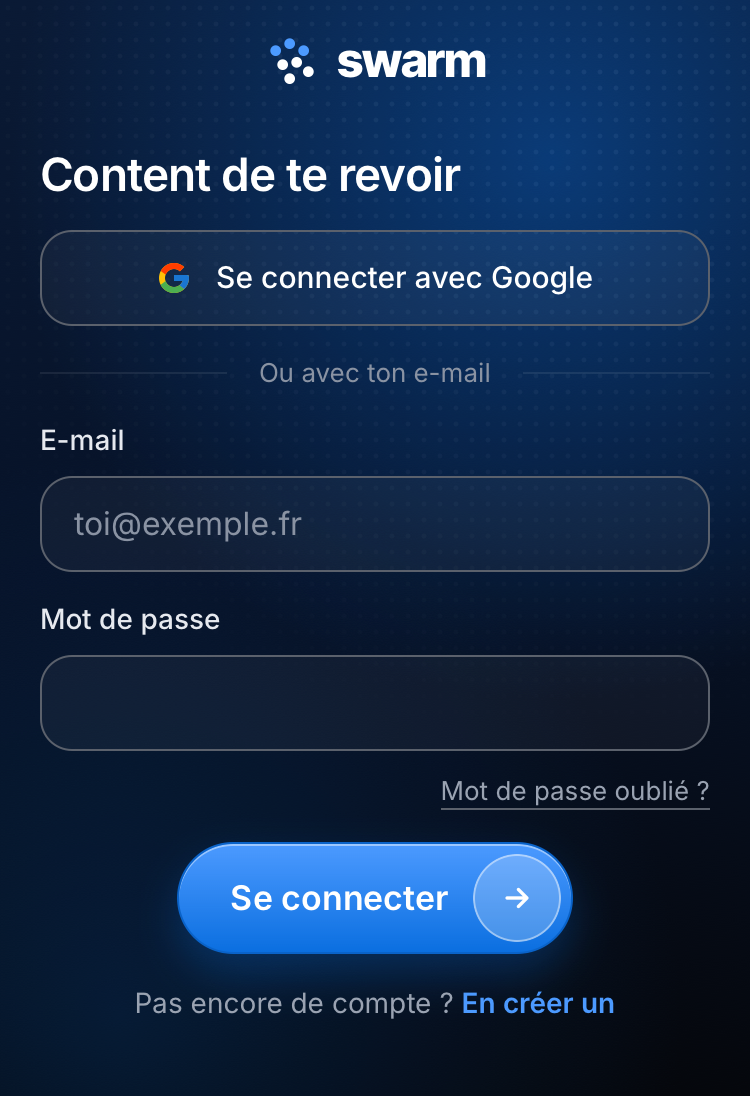 swarm
Content de te revoir
Se connecter avec Google
Ou avec ton e-mail
E-mail
toi@exemple.fr
Mot de passe
Mot de passe oublié ?
Se connecter
Pas encore de compte ? En créer un